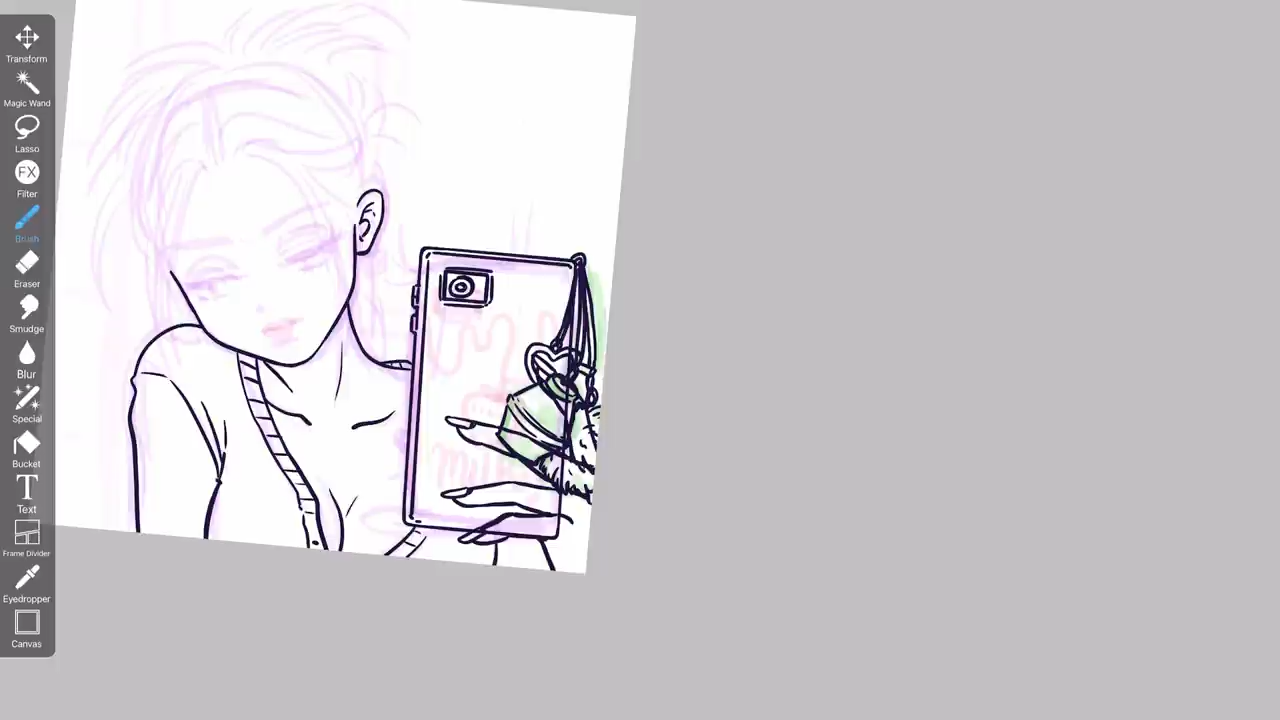 Transform
Magic Wand
Lasso
FX
Filter
Brush
Eraser
Smudge
Blur
Special
Bucket
T
Text
Frame Divider
Eyedropper
Canvas